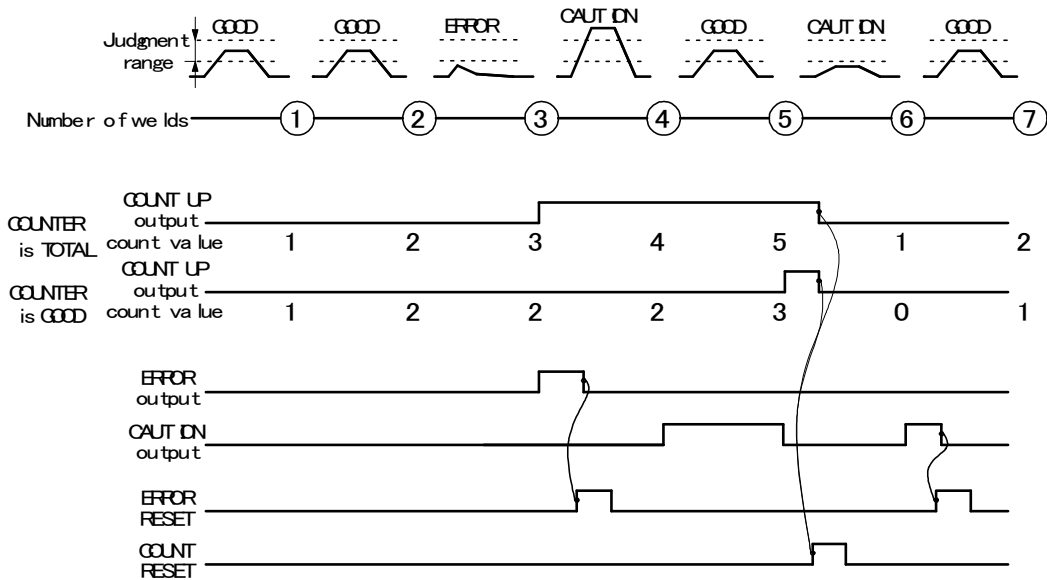 GOOD GOOD ERROR CAUTION GOOD CAUTION GOOD
Judgment
range
Number of welds 1 2 3 4 5 6 7
COUNT UP
output
COUNTER
is TOTAL
count value 1 2 3 4 5 1 2
COUNT UP
output
COUNTER
is GOOD
count value 1 2 2 2 3 0 1
ERROR
output
CAUTION
output
ERROR
RESET
COUNT
RESET